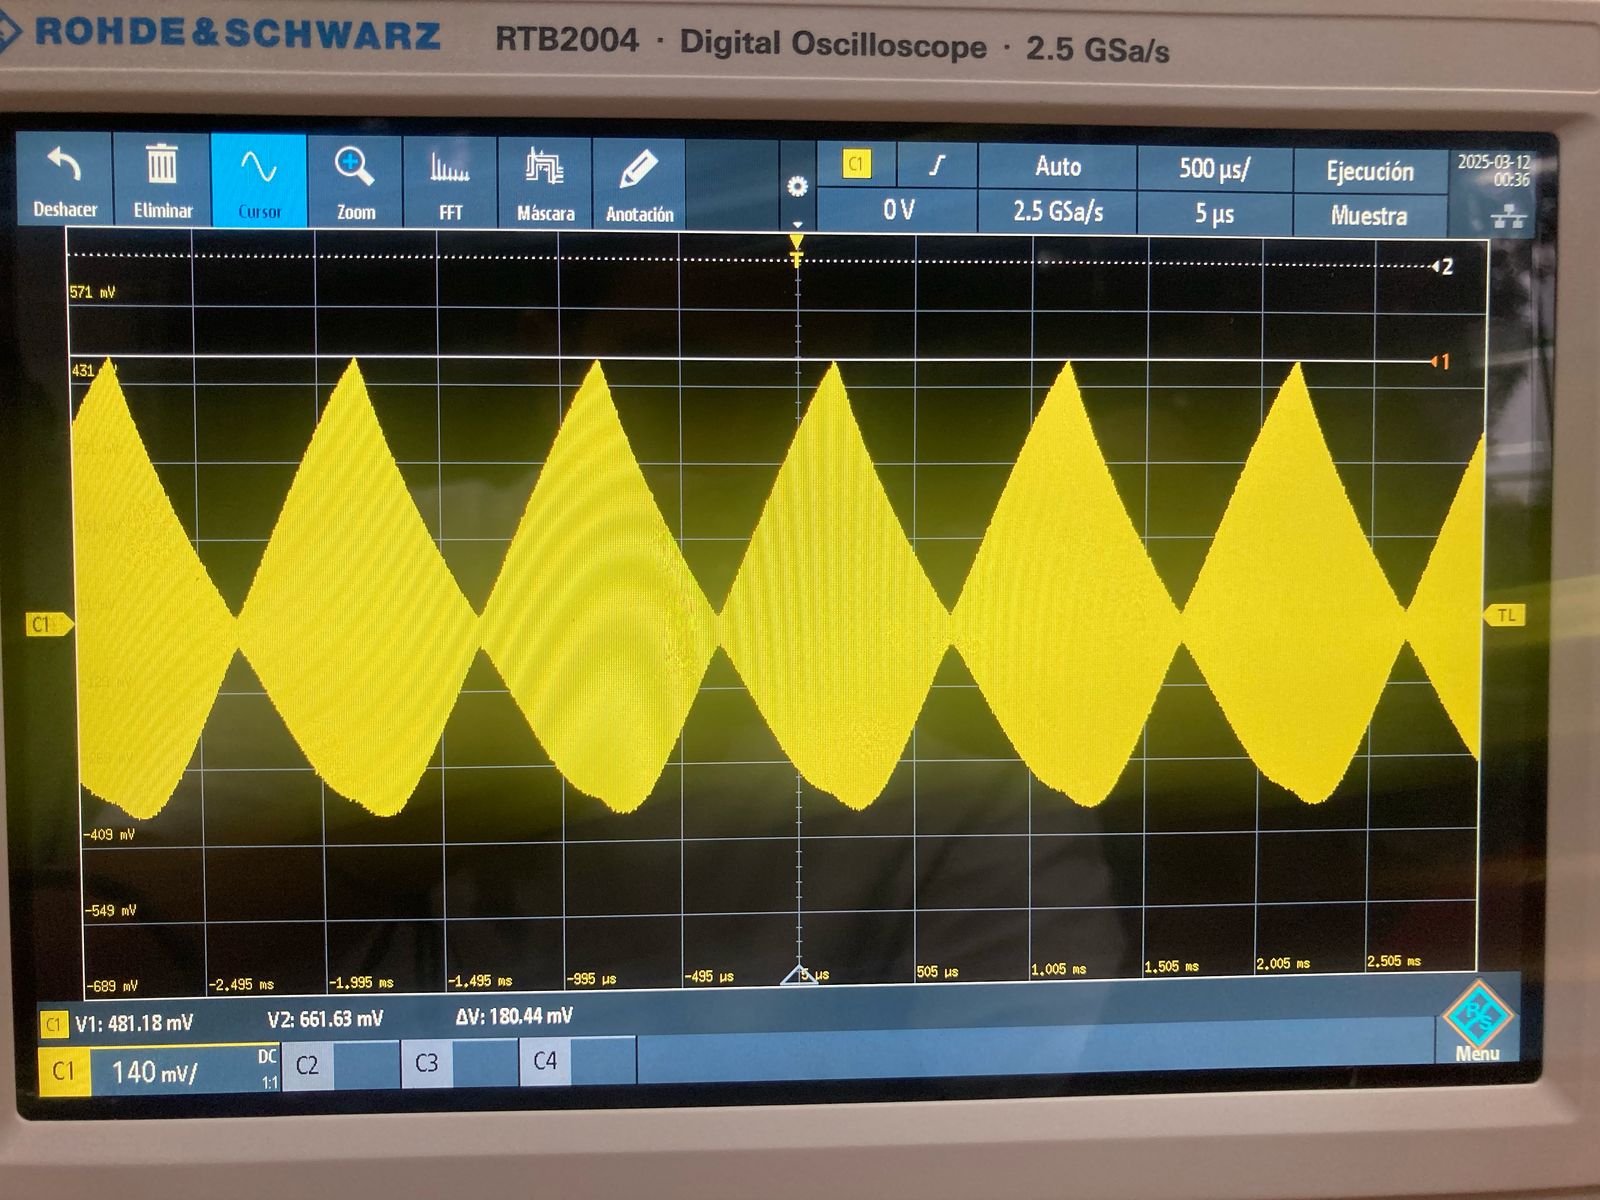 ROHDE&SCHWARZ RTB2004 · Digital Oscilloscope · 2.5 GSa/s
Deshacer Eliminar Cursor Zoom FFT Máscara Anotación
C1 Auto 500 µs/ Ejecución
0 V 2.5 GSa/s 5 µs Muestra
2025-03-12
00:36
T
2
571 mV
1
431
C1
TL
-409 mV
-549 mV
-689 mV -2.495 ms -1.995 ms -1.495 ms -995 µs -495 µs 5 µs 505 µs 1.005 ms 1.505 ms 2.005 ms 2.505 ms
C1 V1: 481.18 mV V2: 661.63 mV ΔV: 180.44 mV
C1 140 mV/ DC 1:1 C2 C3 C4
R/S
Menu